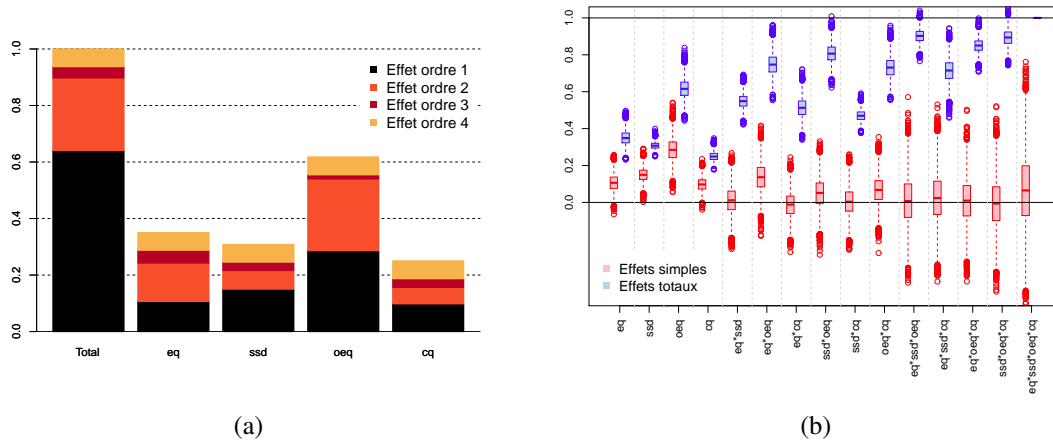 1.0
0.8
0.6
0.4
0.2
0.0
Effet ordre 1
Effet ordre 2
Effet ordre 3
Effet ordre 4
Total
eq
ssd
oeq
cq
(a)
1.0
0.8
0.6
0.4
0.2
0.0
Effets simples
Effets totaux
eq
ssd
oeq
cq
eq*ssd
eq*oeq
eq*cq
ssd*oeq
ssd*cq
oeq*cq
eq*ssd*oeq
eq*ssd*cq
eq*oeq*cq
ssd*oeq*cq
eq*ssd*oeq*cq
(b)